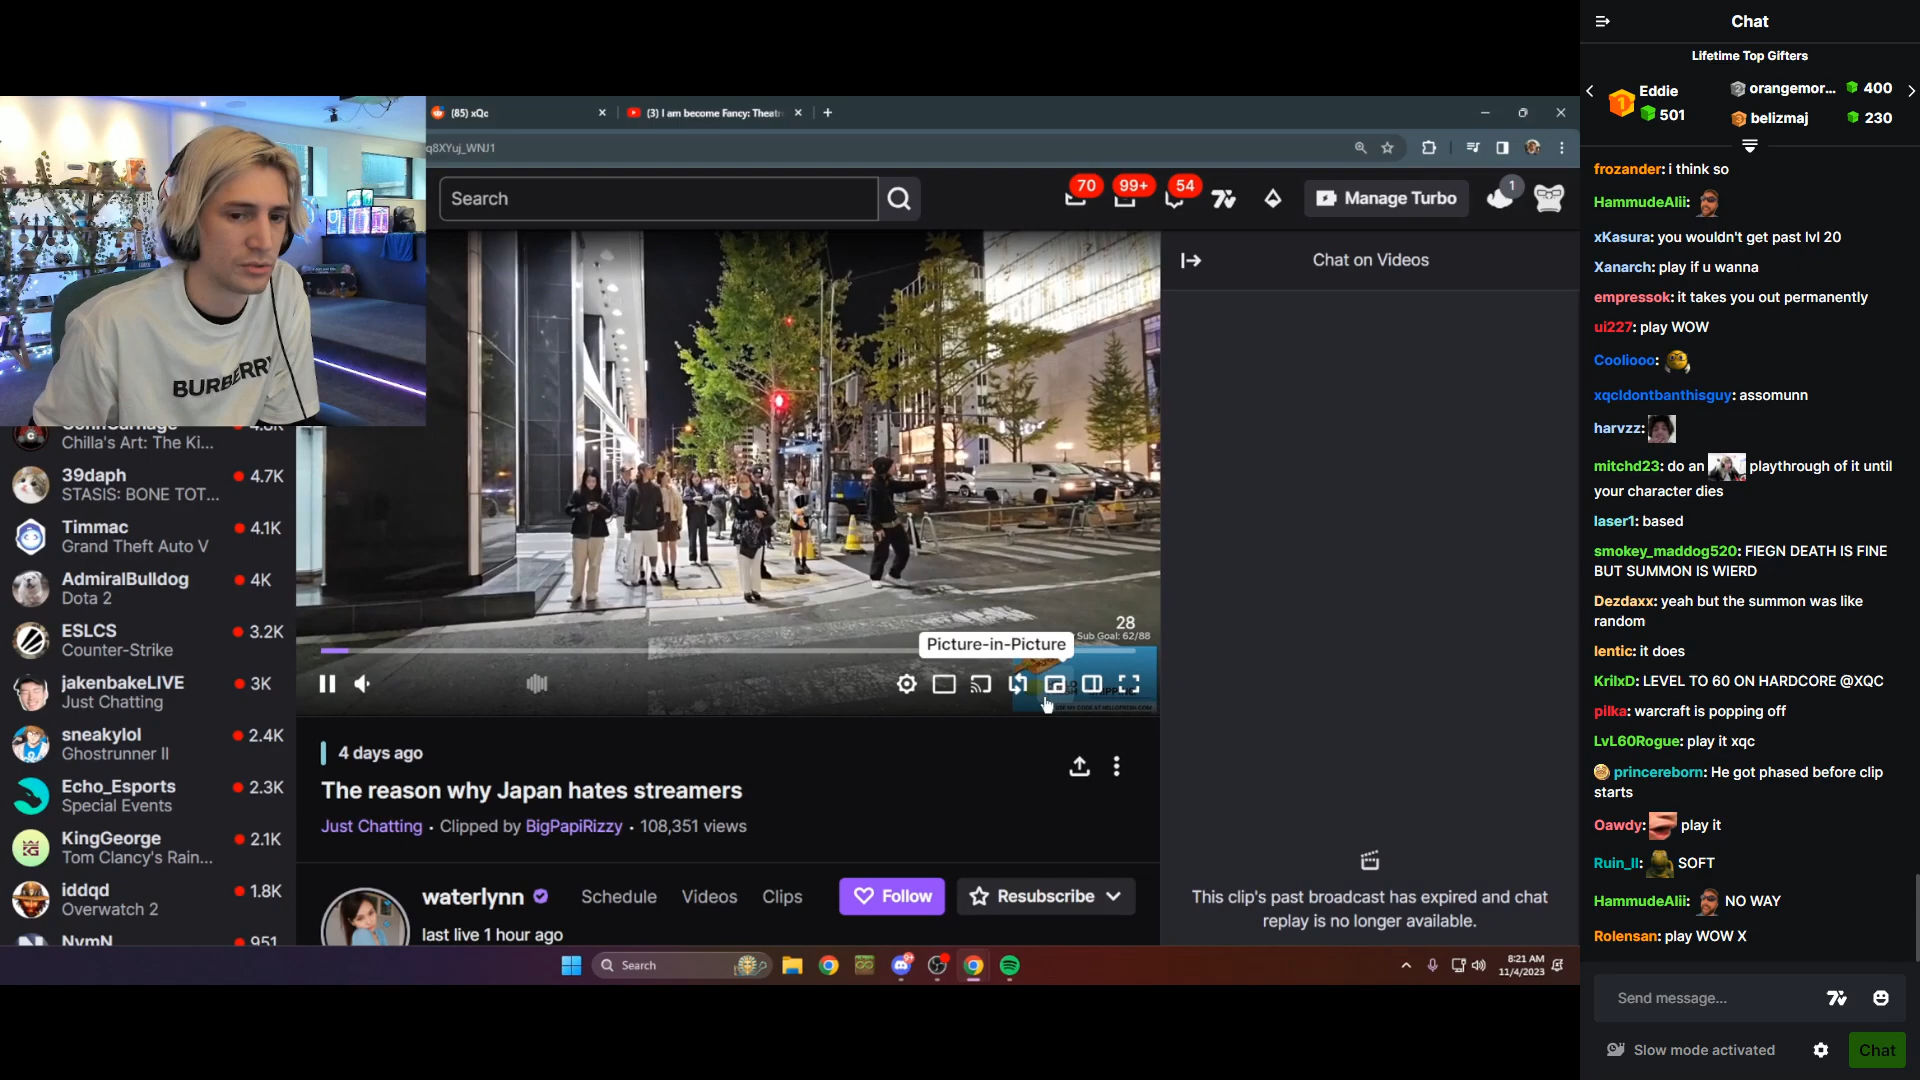 (85) xQc
(3) I am become Fancy: Theatr
q8XYuj_WNJ1
Search
70
99+
54
Manage Turbo
1
BURBERRY
Chilla's Art: The Ki...
4.8K
39daph
4.7K
STASIS: BONE TOT...
Timmac
4.1K
Grand Theft Auto V
AdmiralBulldog
4K
Dota 2
ESLCS
3.2K
Counter-Strike
jakenbakeLIVE
3K
Just Chatting
sneakylol
2.4K
Ghostrunner II
Echo_Esports
2.3K
Special Events
KingGeorge
2.1K
Tom Clancy's Rain...
iddqd
1.8K
Overwatch 2
NymN
951
28
Sub Goal: 62/88
Picture-in-Picture
4 days ago
The reason why Japan hates streamers
Just Chatting • Clipped by BigPapiRizzy • 108,351 views
waterlynn
Schedule
Videos
Clips
Follow
Resubscribe
last live 1 hour ago
Chat on Videos
This clip's past broadcast has expired and chat
replay is no longer available.
Search
8:21 AM
11/4/2023
Chat
Lifetime Top Gifters
1
Eddie
501
2
orangemor...
400
3
belizmaj
230
frozander: i think so
HammudeAlii:
xKasura: you wouldn't get past lvl 20
Xanarch: play if u wanna
empressok: it takes you out permanently
ui227: play WOW
Cooliooo:
xqcldontbanthisguy: assomunn
harvzz:
mitchd23: do an playthrough of it until
your character dies
laser1: based
smokey_maddog520: FIEGN DEATH IS FINE
BUT SUMMON IS WIERD
Dezdaxx: yeah but the summon was like
random
lentic: it does
KrilxD: LEVEL TO 60 ON HARDCORE @XQC
pilka: warcraft is popping off
LvL60Rogue: play it xqc
princereborn: He got phased before clip
starts
Oawdy: play it
Ruin_II: SOFT
HammudeAlii: NO WAY
Rolensan: play WOW X
Send message...
Slow mode activated
Chat